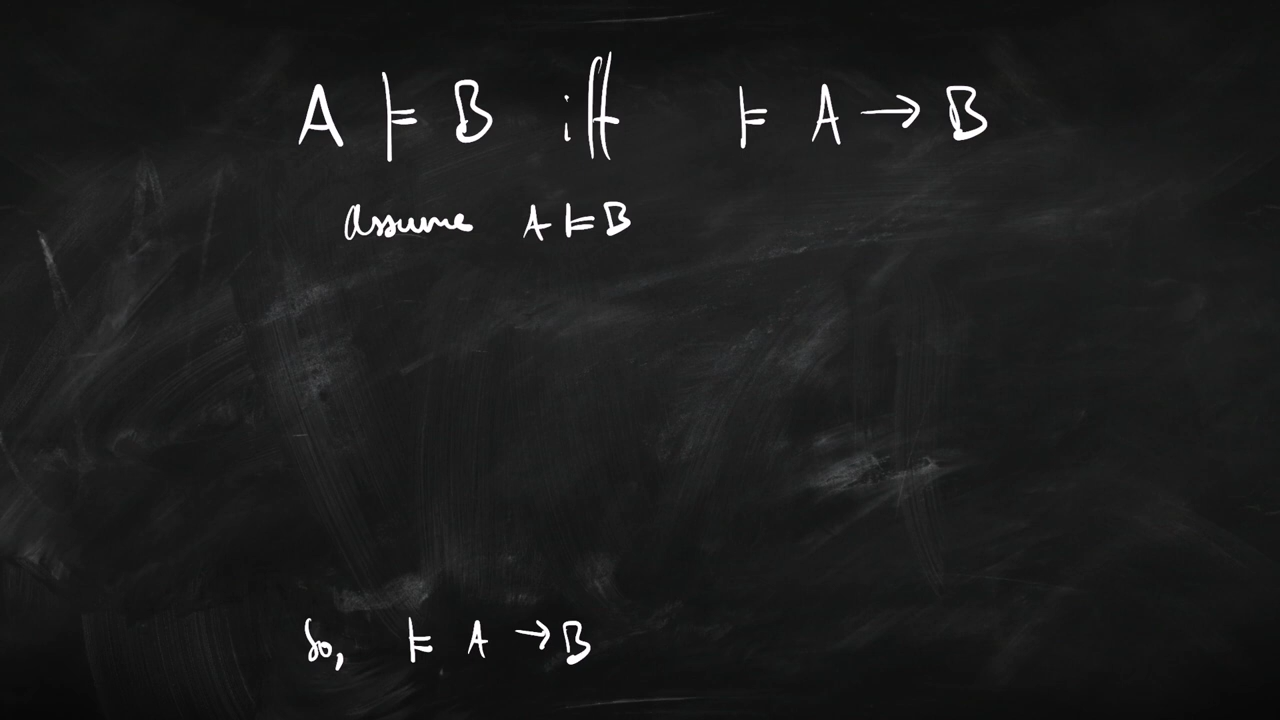 A ⊨ B iff ⊨ A → B
assume A ⊨ B
So, ⊨ A → B